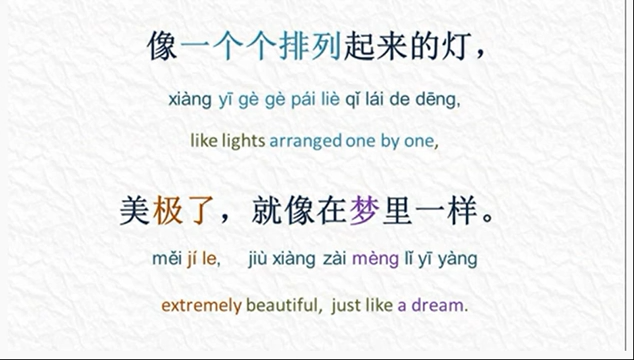 像一个个排列起来的灯，
xiàng yī gè gè pái liè qǐ lái de dēng,
like lights arranged one by one,
美极了，就像在梦里一样。
měi jí le, jiù xiàng zài mèng lǐ yī yàng
extremely beautiful, just like a dream.